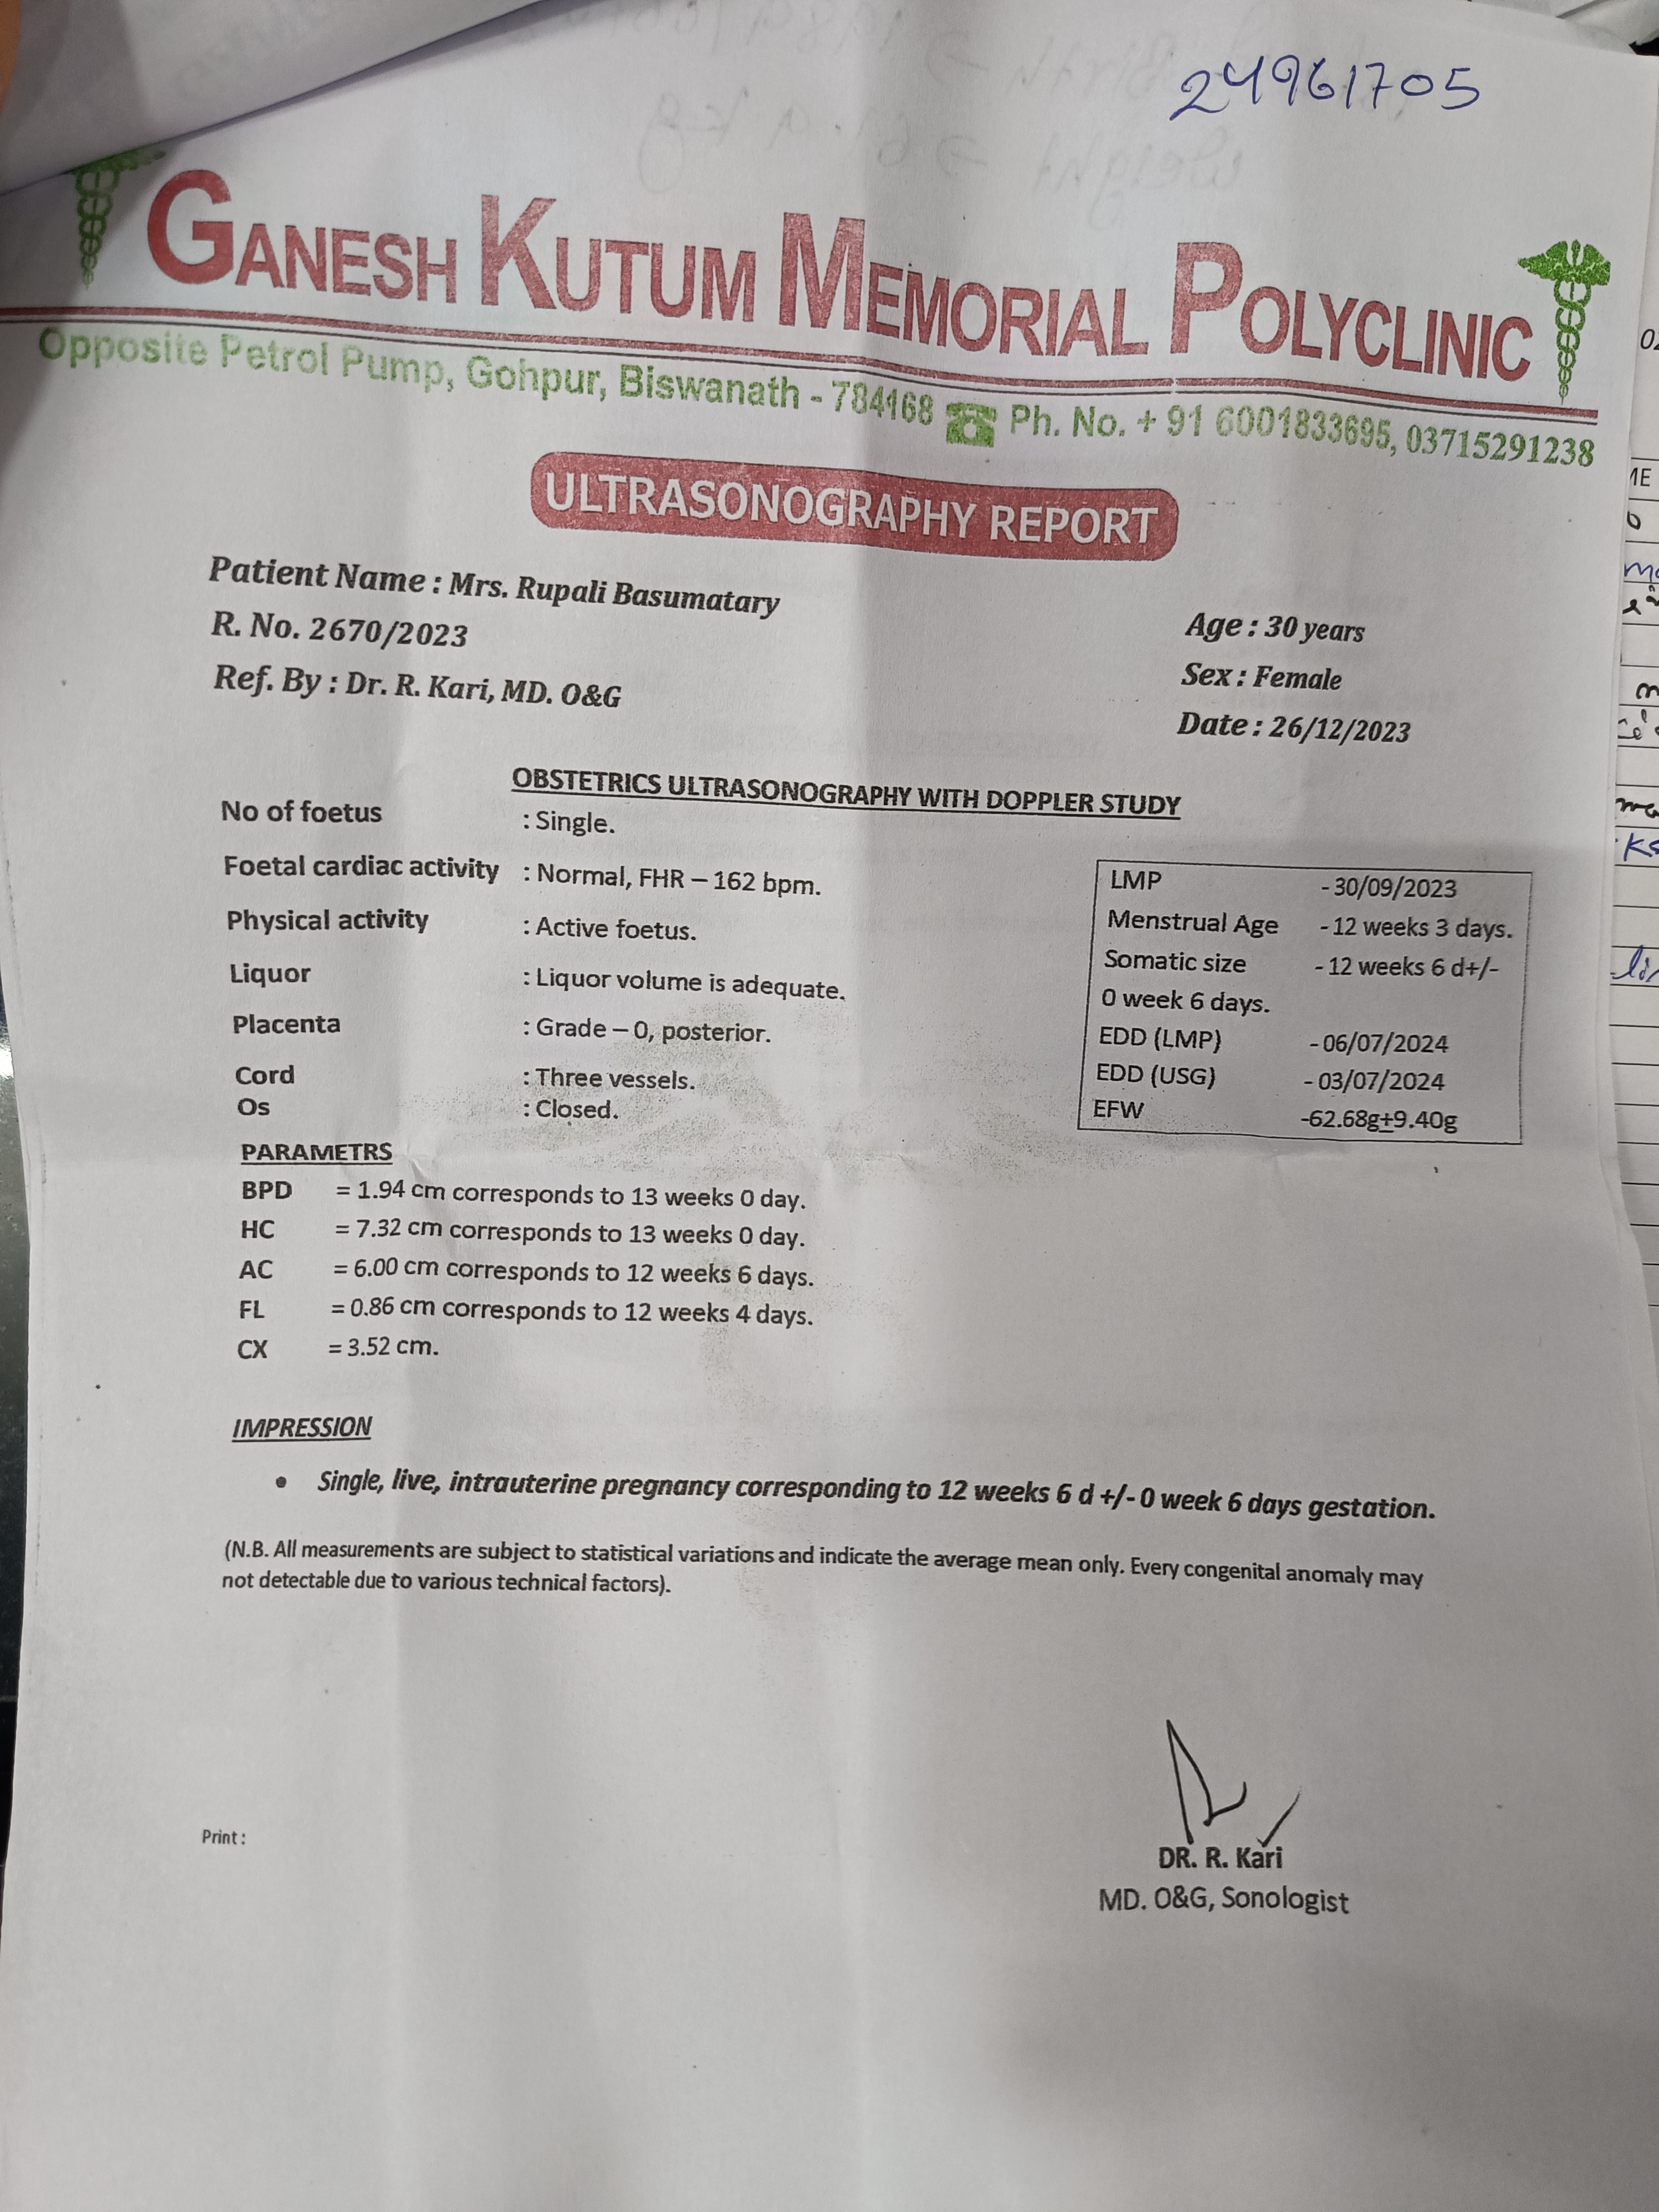 24961705
GANESH KUTUM MEMORIAL POLYCLINIC
Opposite Petrol Pump, Gohpur, Biswanath - 784168 ☎ Ph. No. + 91 6001833695, 03715291238
ULTRASONOGRAPHY REPORT
Patient Name : Mrs. Rupali Basumatary
R. No. 2670/2023
Ref. By : Dr. R. Kari, MD. O&G
Age : 30 years
Sex : Female
Date : 26/12/2023
OBSTETRICS ULTRASONOGRAPHY WITH DOPPLER STUDY
No of foetus : Single.
Foetal cardiac activity : Normal, FHR – 162 bpm.
Physical activity : Active foetus.
Liquor : Liquor volume is adequate.
Placenta : Grade – 0, posterior.
Cord : Three vessels.
Os : Closed.
LMP - 30/09/2023
Menstrual Age - 12 weeks 3 days.
Somatic size - 12 weeks 6 d+/-
0 week 6 days.
EDD (LMP) - 06/07/2024
EDD (USG) - 03/07/2024
EFW -62.68g±9.40g
PARAMETRS
BPD = 1.94 cm corresponds to 13 weeks 0 day.
HC = 7.32 cm corresponds to 13 weeks 0 day.
AC = 6.00 cm corresponds to 12 weeks 6 days.
FL = 0.86 cm corresponds to 12 weeks 4 days.
CX = 3.52 cm.
IMPRESSION
• Single, live, intrauterine pregnancy corresponding to 12 weeks 6 d +/- 0 week 6 days gestation.
(N.B. All measurements are subject to statistical variations and indicate the average mean only. Every congenital anomaly may
not detectable due to various technical factors).
Print :
DR. R. Kari
MD. O&G, Sonologist